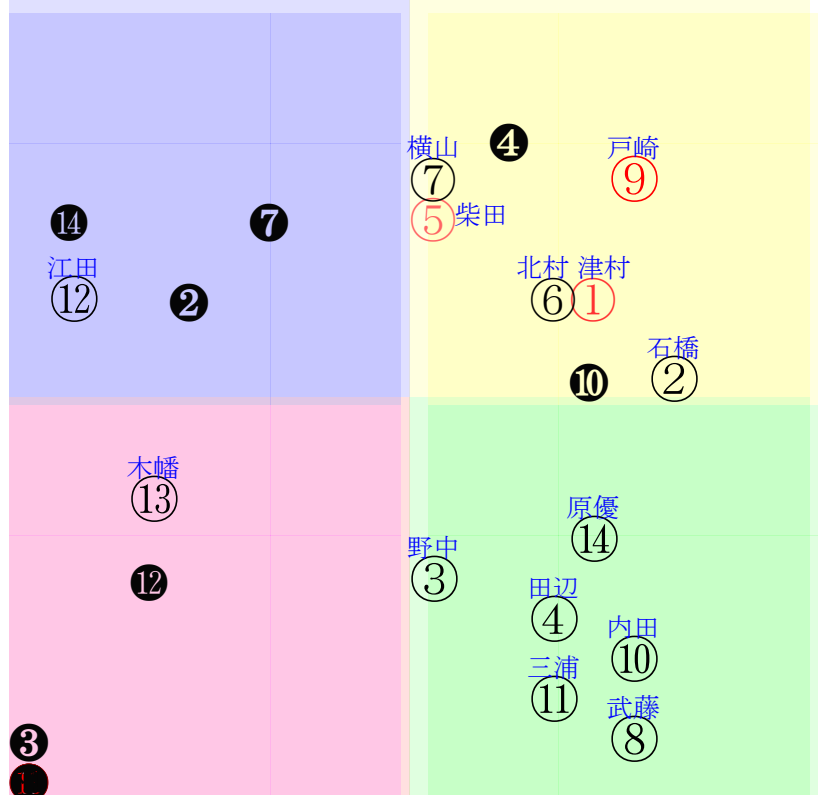 ❹
横山
戸崎
⑦
⑨
⓮
❼
⑤ 柴田
江田
北村 津村
⑫
❷
⑥①
石橋
❿
②
木幡
⑬
原優
⑭
野中
③
⓬
田辺
④
内田
⑩
三浦
⑪
武藤
⑧
❸